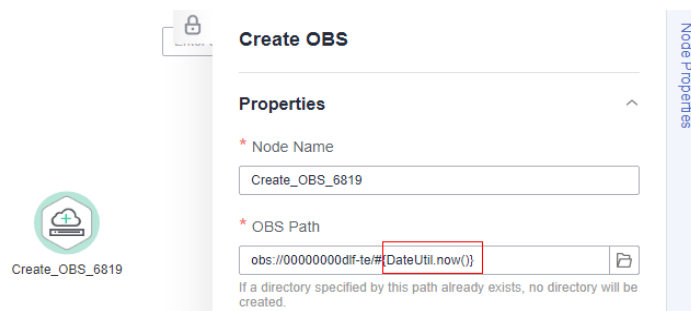 Create OBS
Node Properties
Properties
* Node Name
Create_OBS_6819
* OBS Path
obs://00000000dlf-te/#{DateUtil.now()}
If a directory specified by this path already exists, no directory will be
created.
Create_OBS_6819